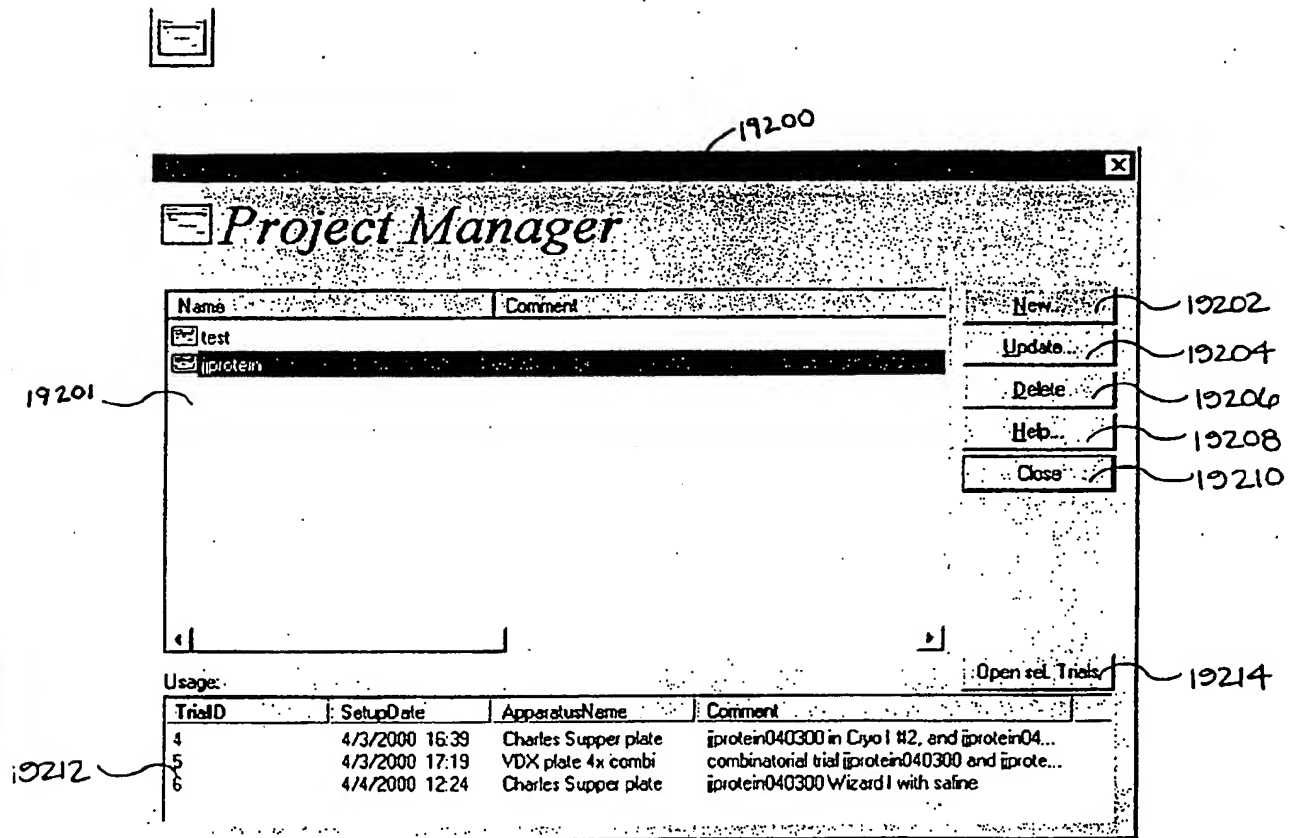 19200
Project Manager
Name Comment
test
jjprotein
19201
New...
19202
Update...
19204
Delete
19206
Help...
19208
Close
19210
Open sel. Trials
19214
Usage:
TrialID SetupDate ApparatusName Comment
4 4/3/2000 16:39 Charles Supper plate jjprotein040300 in Cryo I #2, and jjprotein04...
5 4/3/2000 17:19 VDX plate 4x combi combinatorial trial jjprotein040300 and jjprote...
6 4/4/2000 12:24 Charles Supper plate jjprotein040300 Wizard I with saline
19212